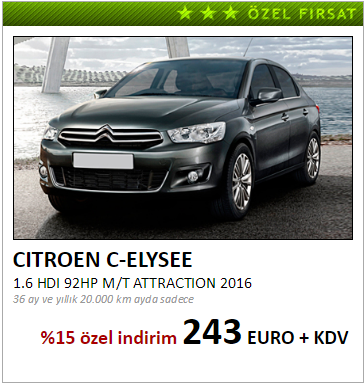 ★ ★ ★ ÖZEL FIRSAT
CITROEN C-ELYSEE
1.6 HDI 92HP M/T ATTRACTION 2016
36 ay ve yıllık 20.000 km ayda sadece
%15 özel indirim 243 EURO + KDV